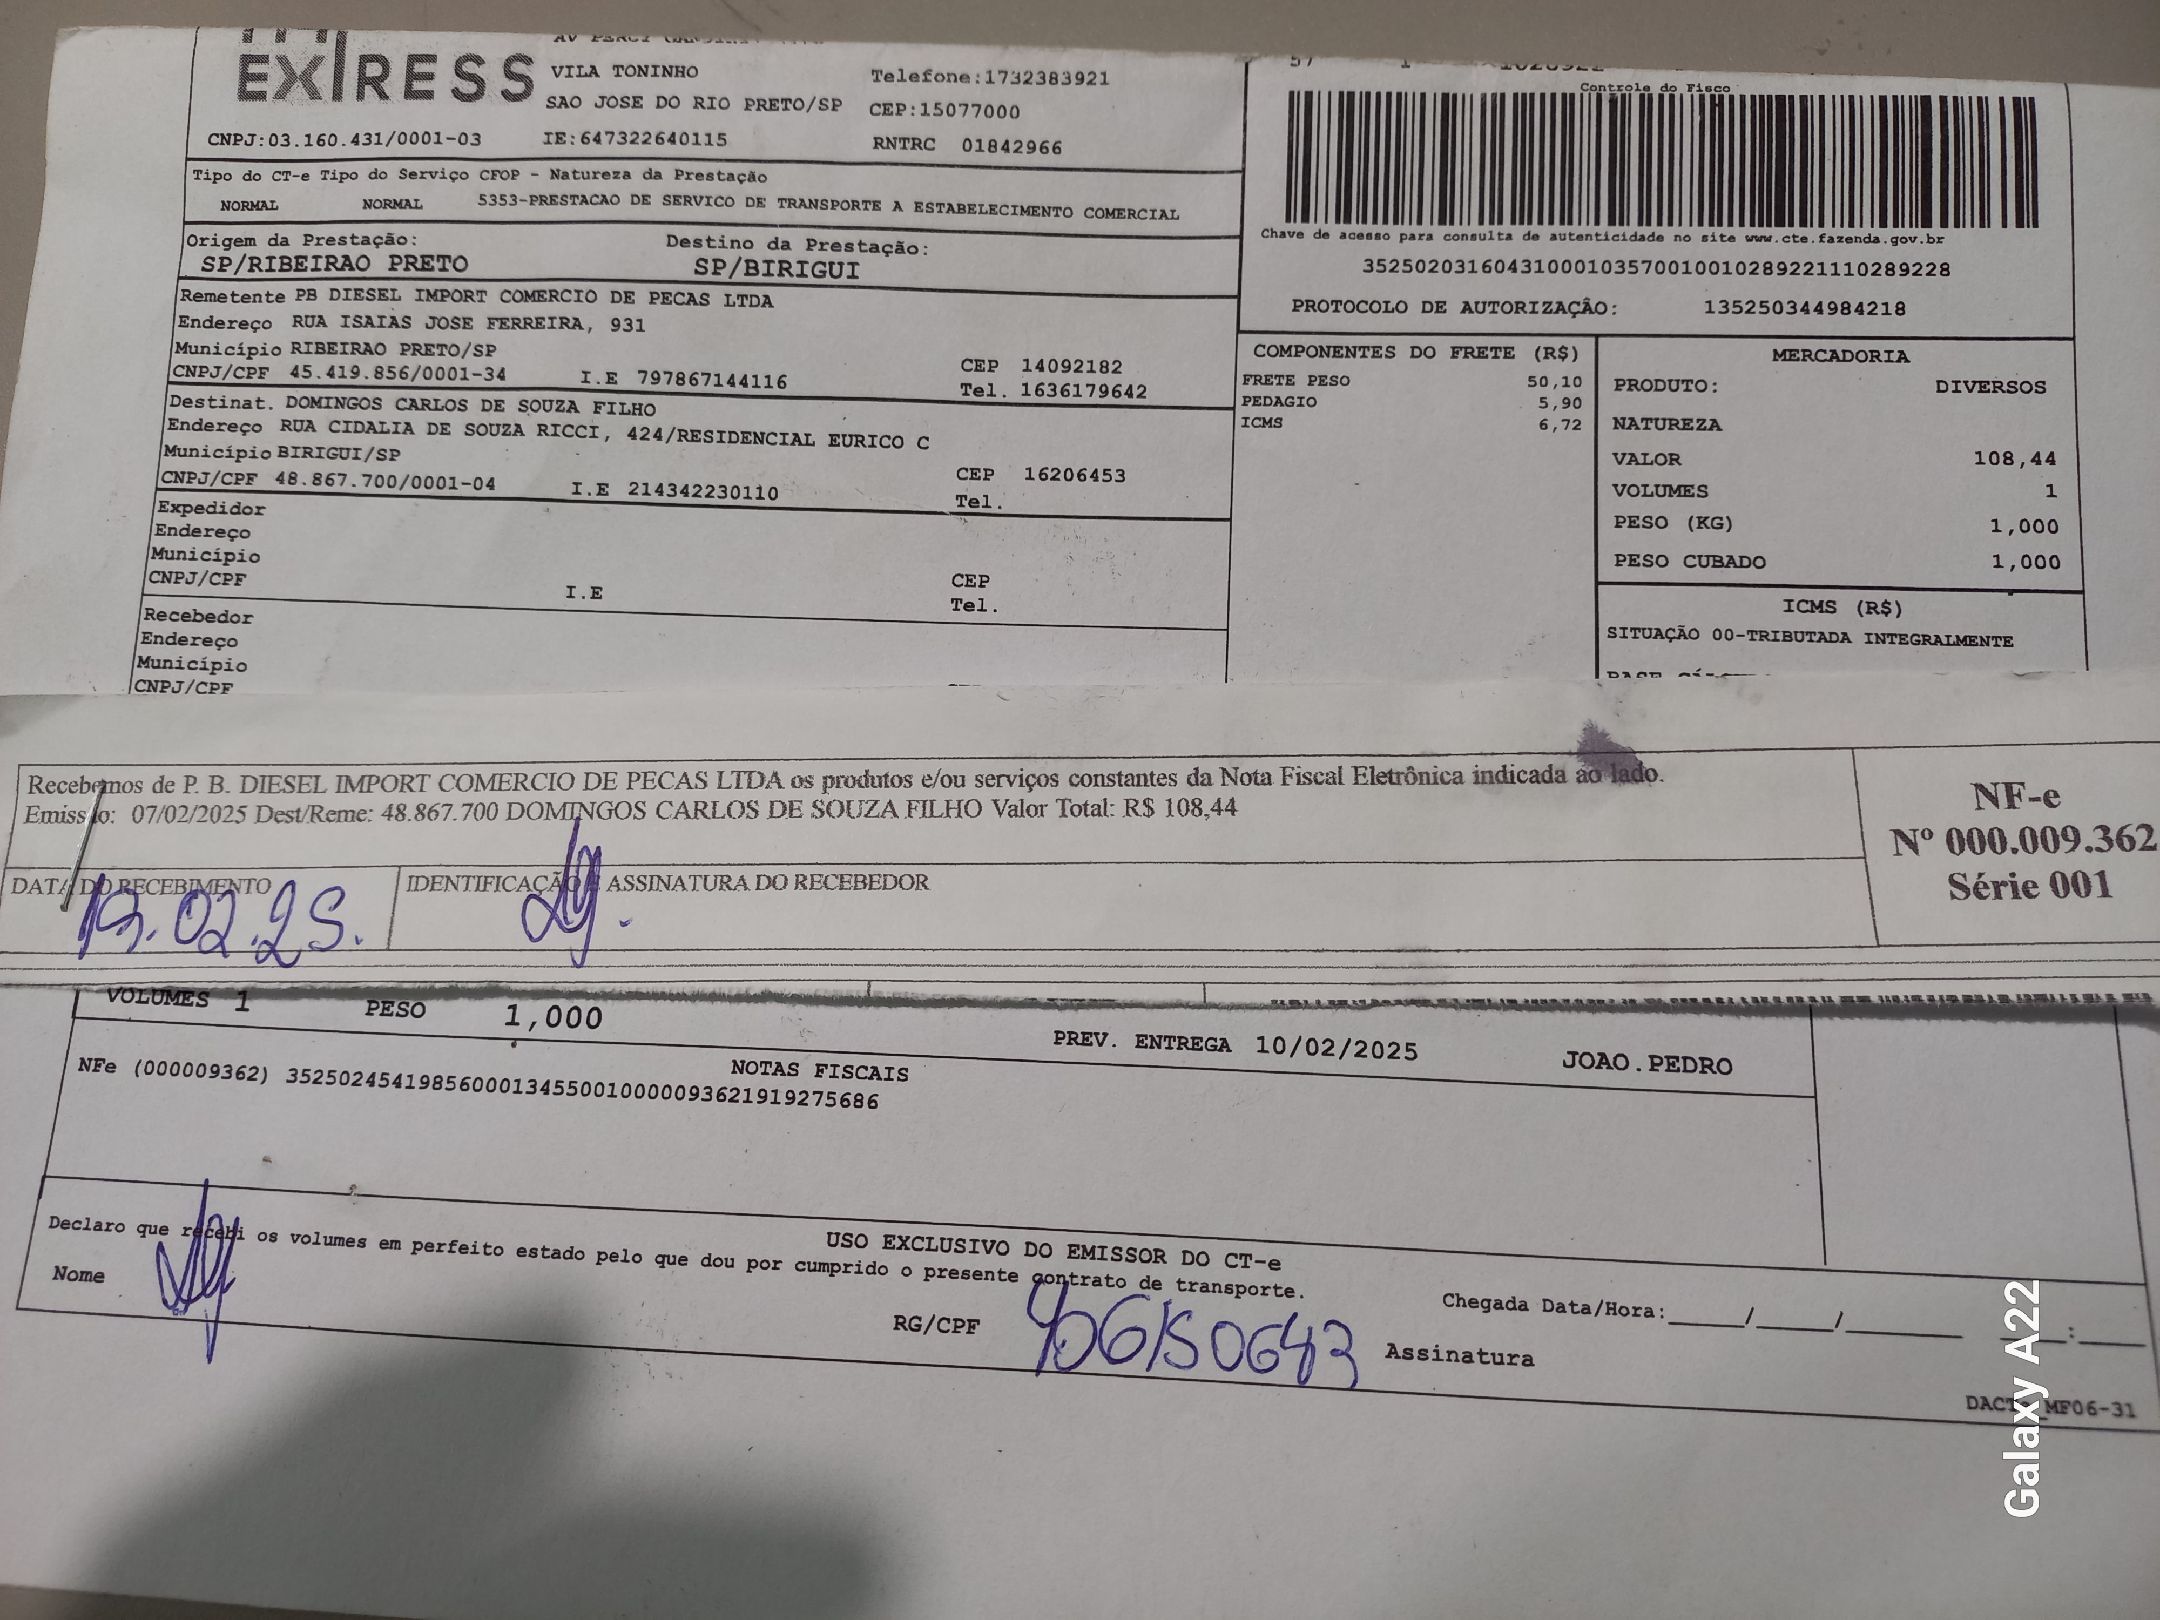 EXPRESS
VILA TONINHO
SAO JOSE DO RIO PRETO/SP
Telefone:1732383921
CEP:15077000
CNPJ:03.160.431/0001-03 IE:647322640115 RNTRC 01842966
Tipo do CT-e Tipo do Serviço CFOP - Natureza da Prestação
NORMAL NORMAL 5353-PRESTACAO DE SERVICO DE TRANSPORTE A ESTABELECIMENTO COMERCIAL
Origem da Prestação: Destino da Prestação:
SP/RIBEIRAO PRETO SP/BIRIGUI
Remetente PB DIESEL IMPORT COMERCIO DE PECAS LTDA
Endereço RUA ISAIAS JOSE FERREIRA, 931
Município RIBEIRAO PRETO/SP CEP 14092182
CNPJ/CPF 45.419.856/0001-34 I.E 797867144116 Tel. 1636179642
Destinat. DOMINGOS CARLOS DE SOUZA FILHO
Endereço RUA CIDALIA DE SOUZA RICCI, 424/RESIDENCIAL EURICO C
Município BIRIGUI/SP CEP 16206453
CNPJ/CPF 48.867.700/0001-04 I.E 214342230110 Tel.
Expedidor
Endereço
Município CEP
CNPJ/CPF I.E Tel.
Recebedor
Endereço
Município
CNPJ/CPF
Controle do Fisco
Chave de acesso para consulta de autenticidade no site www.cte.fazenda.gov.br
35250203160431000103570010010289221110289228
PROTOCOLO DE AUTORIZAÇÃO: 135250344984218
COMPONENTES DO FRETE (R$)
FRETE PESO 50,10
PEDAGIO 5,90
ICMS 6,72
MERCADORIA
PRODUTO: DIVERSOS
NATUREZA
VALOR 108,44
VOLUMES 1
PESO (KG) 1,000
PESO CUBADO 1,000
ICMS (R$)
SITUAÇÃO 00-TRIBUTADA INTEGRALMENTE
Recebemos de P. B. DIESEL IMPORT COMERCIO DE PECAS LTDA os produtos e/ou serviços constantes da Nota Fiscal Eletrônica indicada ao lado.
Emissão: 07/02/2025 Dest/Reme: 48.867.700 DOMINGOS CARLOS DE SOUZA FILHO Valor Total: R$ 108,44
NF-e
Nº 000.009.362
Série 001
DATA DO RECEBIMENTO IDENTIFICAÇÃO E ASSINATURA DO RECEBEDOR
VOLUMES 1 PESO 1,000
PREV. ENTREGA 10/02/2025 JOAO.PEDRO
NOTAS FISCAIS
NFe (000009362) 35250245419856000134550010000093621919275686
USO EXCLUSIVO DO EMISSOR DO CT-e
Declaro que recebi os volumes em perfeito estado pelo que dou por cumprido o presente contrato de transporte.
Nome RG/CPF Chegada Data/Hora:_____/_____/________ ____:____
Assinatura
MF06-31
Galaxy A22